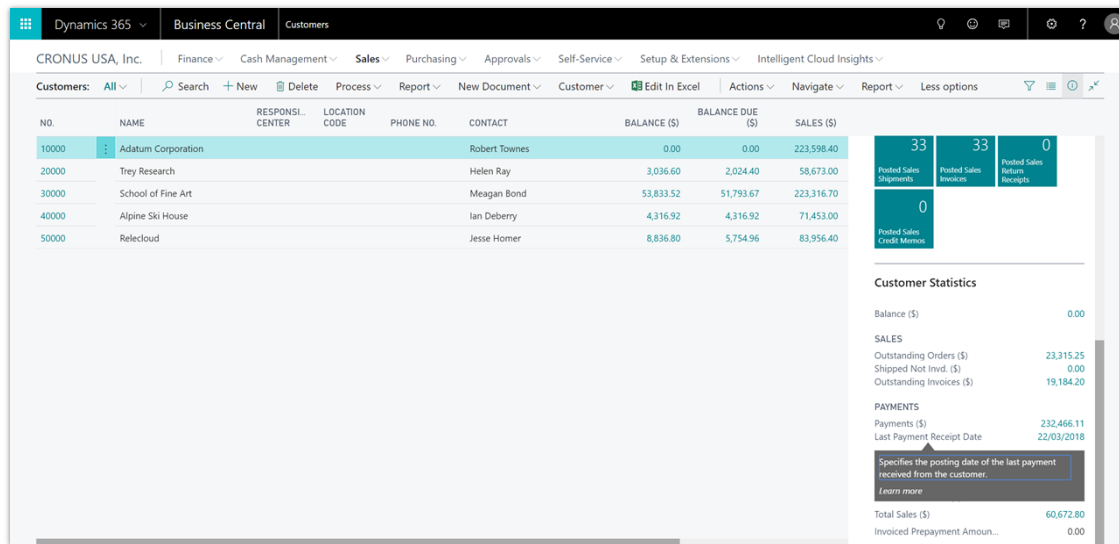 Dynamics 365 Business Central Customers ?
CRONUS USA, Inc. Finance Cash Management Sales Purchasing Approvals Self-Service Setup & Extensions Intelligent Cloud Insights
Customers: All Search + New Delete Process Report New Document Customer Edit In Excel Actions Navigate Report Less options
NO. NAME RESPONSI... CENTER LOCATION CODE PHONE NO. CONTACT BALANCE ($) BALANCE DUE ($) SALES ($)
10000 Adatum Corporation Robert Townes 0.00 0.00 223,598.40
20000 Trey Research Helen Ray 3,036.60 2,024.40 58,673.00
30000 School of Fine Art Meagan Bond 53,833.52 51,793.67 223,316.70
40000 Alpine Ski House Ian Deberry 4,316.92 4,316.92 71,453.00
50000 Relecloud Jesse Homer 8,836.80 5,754.96 83,956.40
33 33 0
Posted Sales Shipments Posted Sales Invoices Posted Sales Return Receipts
0
Posted Sales
Credit Memos
Customer Statistics
Balance ($) 0.00
SALES
Outstanding Orders ($) 23,315.25
Shipped Not Invd. ($) 0.00
Outstanding Invoices ($) 19,184.20
PAYMENTS
Payments ($) 232,466.11
Last Payment Receipt Date 22/03/2018
Specifies the posting date of the last payment
received from the customer.
Learn more
Total Sales ($) 60,672.80
Invoiced Prepayment Amoun... 0.00